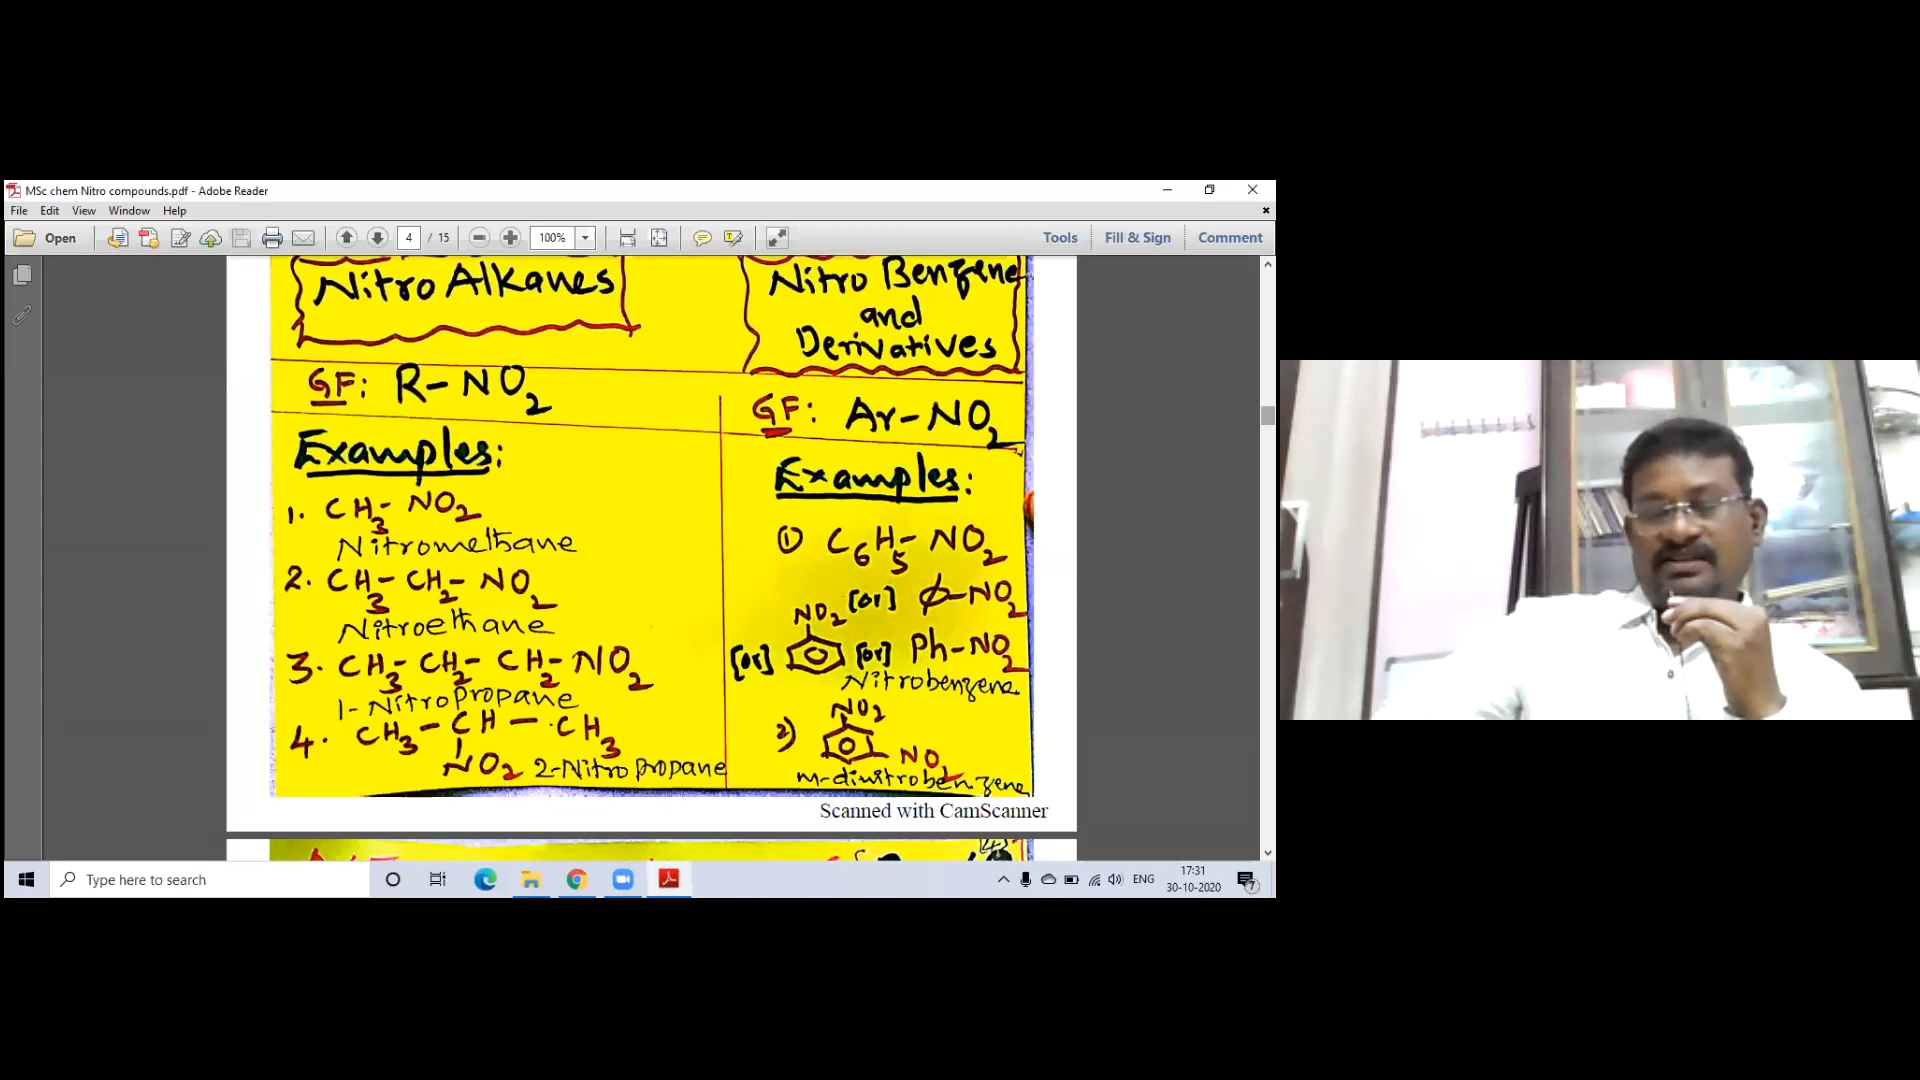 MSc chem Nitro compounds.pdf - Adobe Reader
File Edit View Window Help
Open 4 / 15 100% Tools Fill & Sign Comment
Nitro Alkanes
Nitro Benzene
and
Derivatives
GF: R-NO2
GF: Ar-NO2
Examples:
1. CH3-NO2
Nitromethane
2. CH3-CH2-NO2
Nitroethane
3. CH3-CH2-CH2-NO2
1-Nitropropane
4. CH3-CH-CH3
NO2 2-Nitropropane
Examples:
① C6H5-NO2
[or] ϕ-NO2
NO2
[or] [or] Ph-NO2
Nitrobenzene
NO2
2) NO2
m-dinitrobenzene
Scanned with CamScanner
Type here to search
ENG
17:31
30-10-2020
7